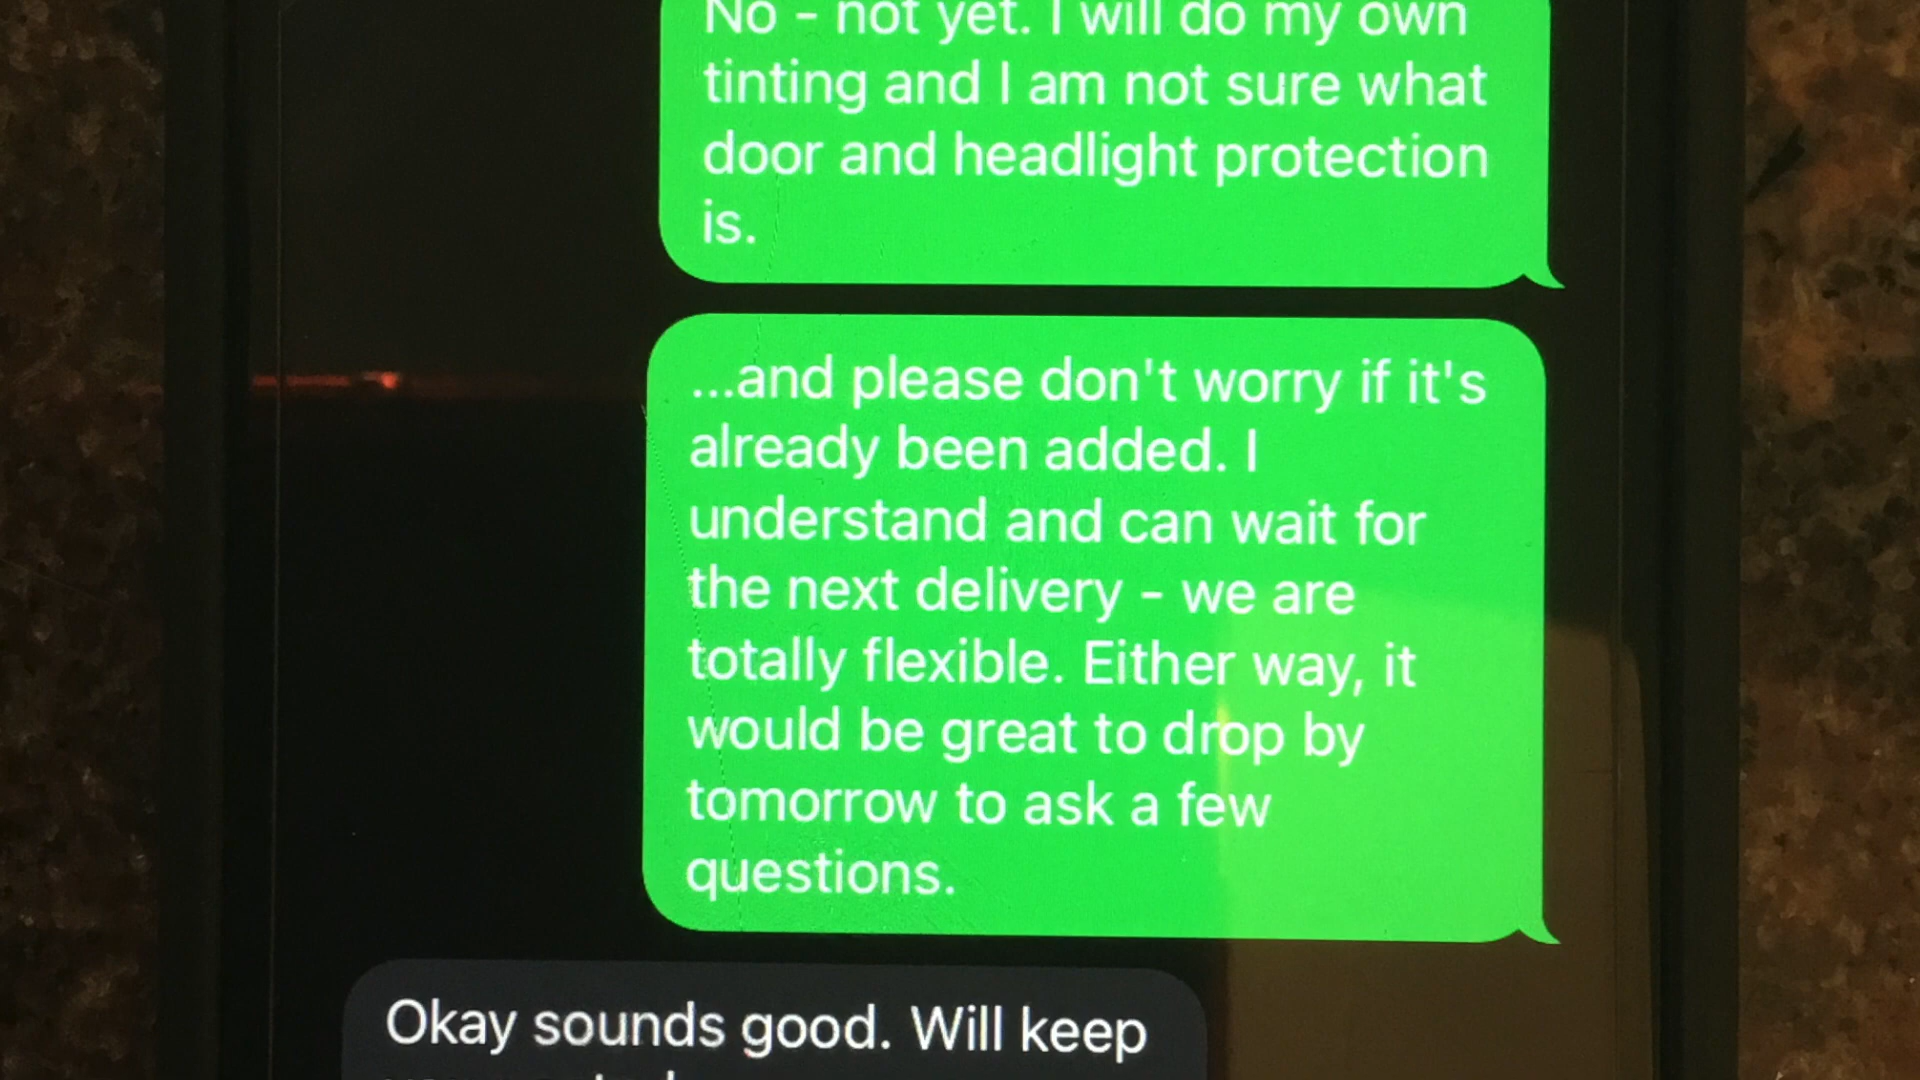 No - not yet. I will do my own
tinting and I am not sure what
door and headlight protection
is.
...and please don't worry if it's
already been added. I
understand and can wait for
the next delivery - we are
totally flexible. Either way, it
would be great to drop by
tomorrow to ask a few
questions.
Okay sounds good. Will keep